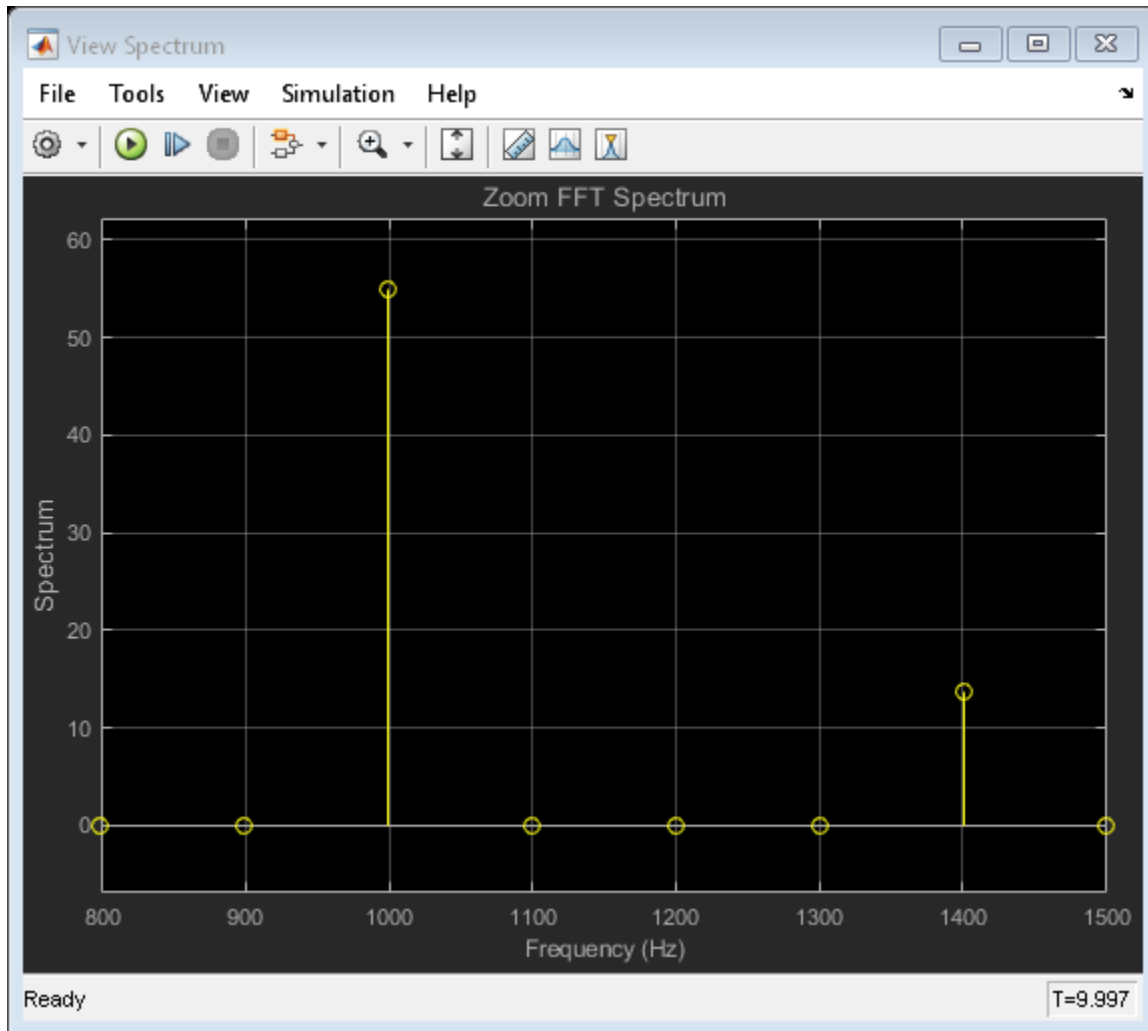 View Spectrum
File Tools View Simulation Help
Zoom FFT Spectrum
60
50
40
30
20
10
0
Spectrum
800 900 1000 1100 1200 1300 1400 1500
Frequency (Hz)
Ready T=9.997